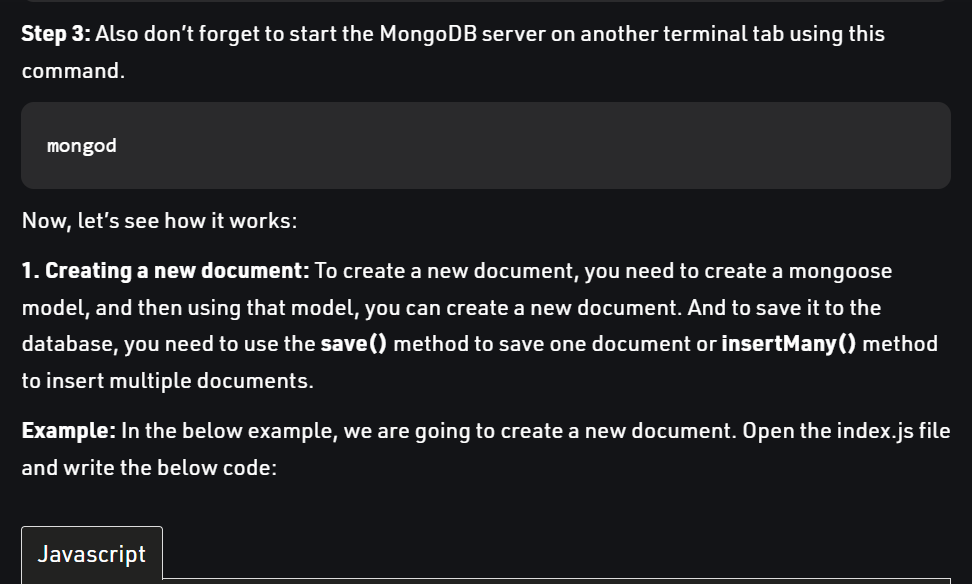 Step 3: Also don’t forget to start the MongoDB server on another terminal tab using this
command.
mongod
Now, let’s see how it works:
1. Creating a new document: To create a new document, you need to create a mongoose
model, and then using that model, you can create a new document. And to save it to the
database, you need to use the save() method to save one document or insertMany() method
to insert multiple documents.
Example: In the below example, we are going to create a new document. Open the index.js file
and write the below code:
Javascript